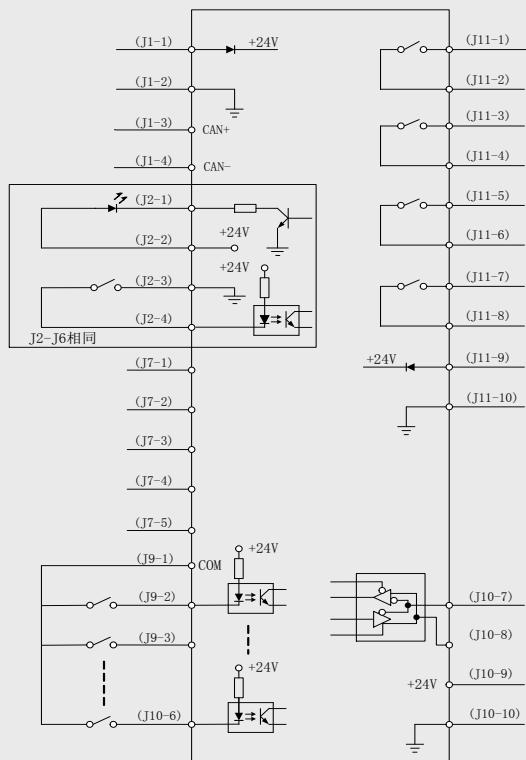 (J1-1)
+24V
(J1-2)
(J1-3)
CAN+
(J1-4)
CAN-
(J2-1)
+24V
(J2-2)
+24V
(J2-3)
(J2-4)
J2-J6相同
(J7-1)
(J7-2)
(J7-3)
(J7-4)
(J7-5)
(J9-1)
COM
+24V
(J9-2)
(J9-3)
+24V
(J10-6)
(J11-1)
(J11-2)
(J11-3)
(J11-4)
(J11-5)
(J11-6)
(J11-7)
(J11-8)
+24V
(J11-9)
(J11-10)
(J10-7)
(J10-8)
(J10-9)
+24V
(J10-10)